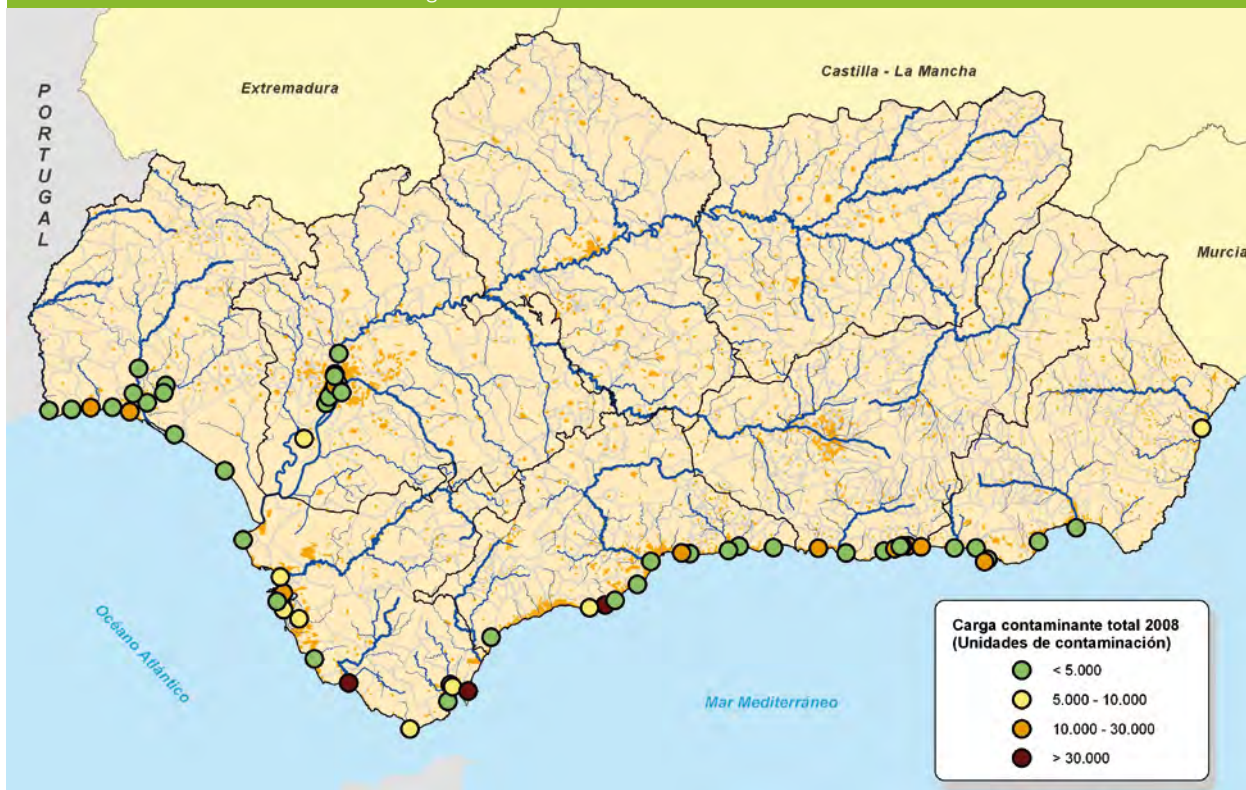 Extremadura
Castilla - La Mancha
PORTUGAL
Murcia
Océano Atlántico
Mar Mediterráneo
Carga contaminante total 2008
(Unidades de contaminación)
< 5.000
5.000 - 10.000
10.000 - 30.000
> 30.000